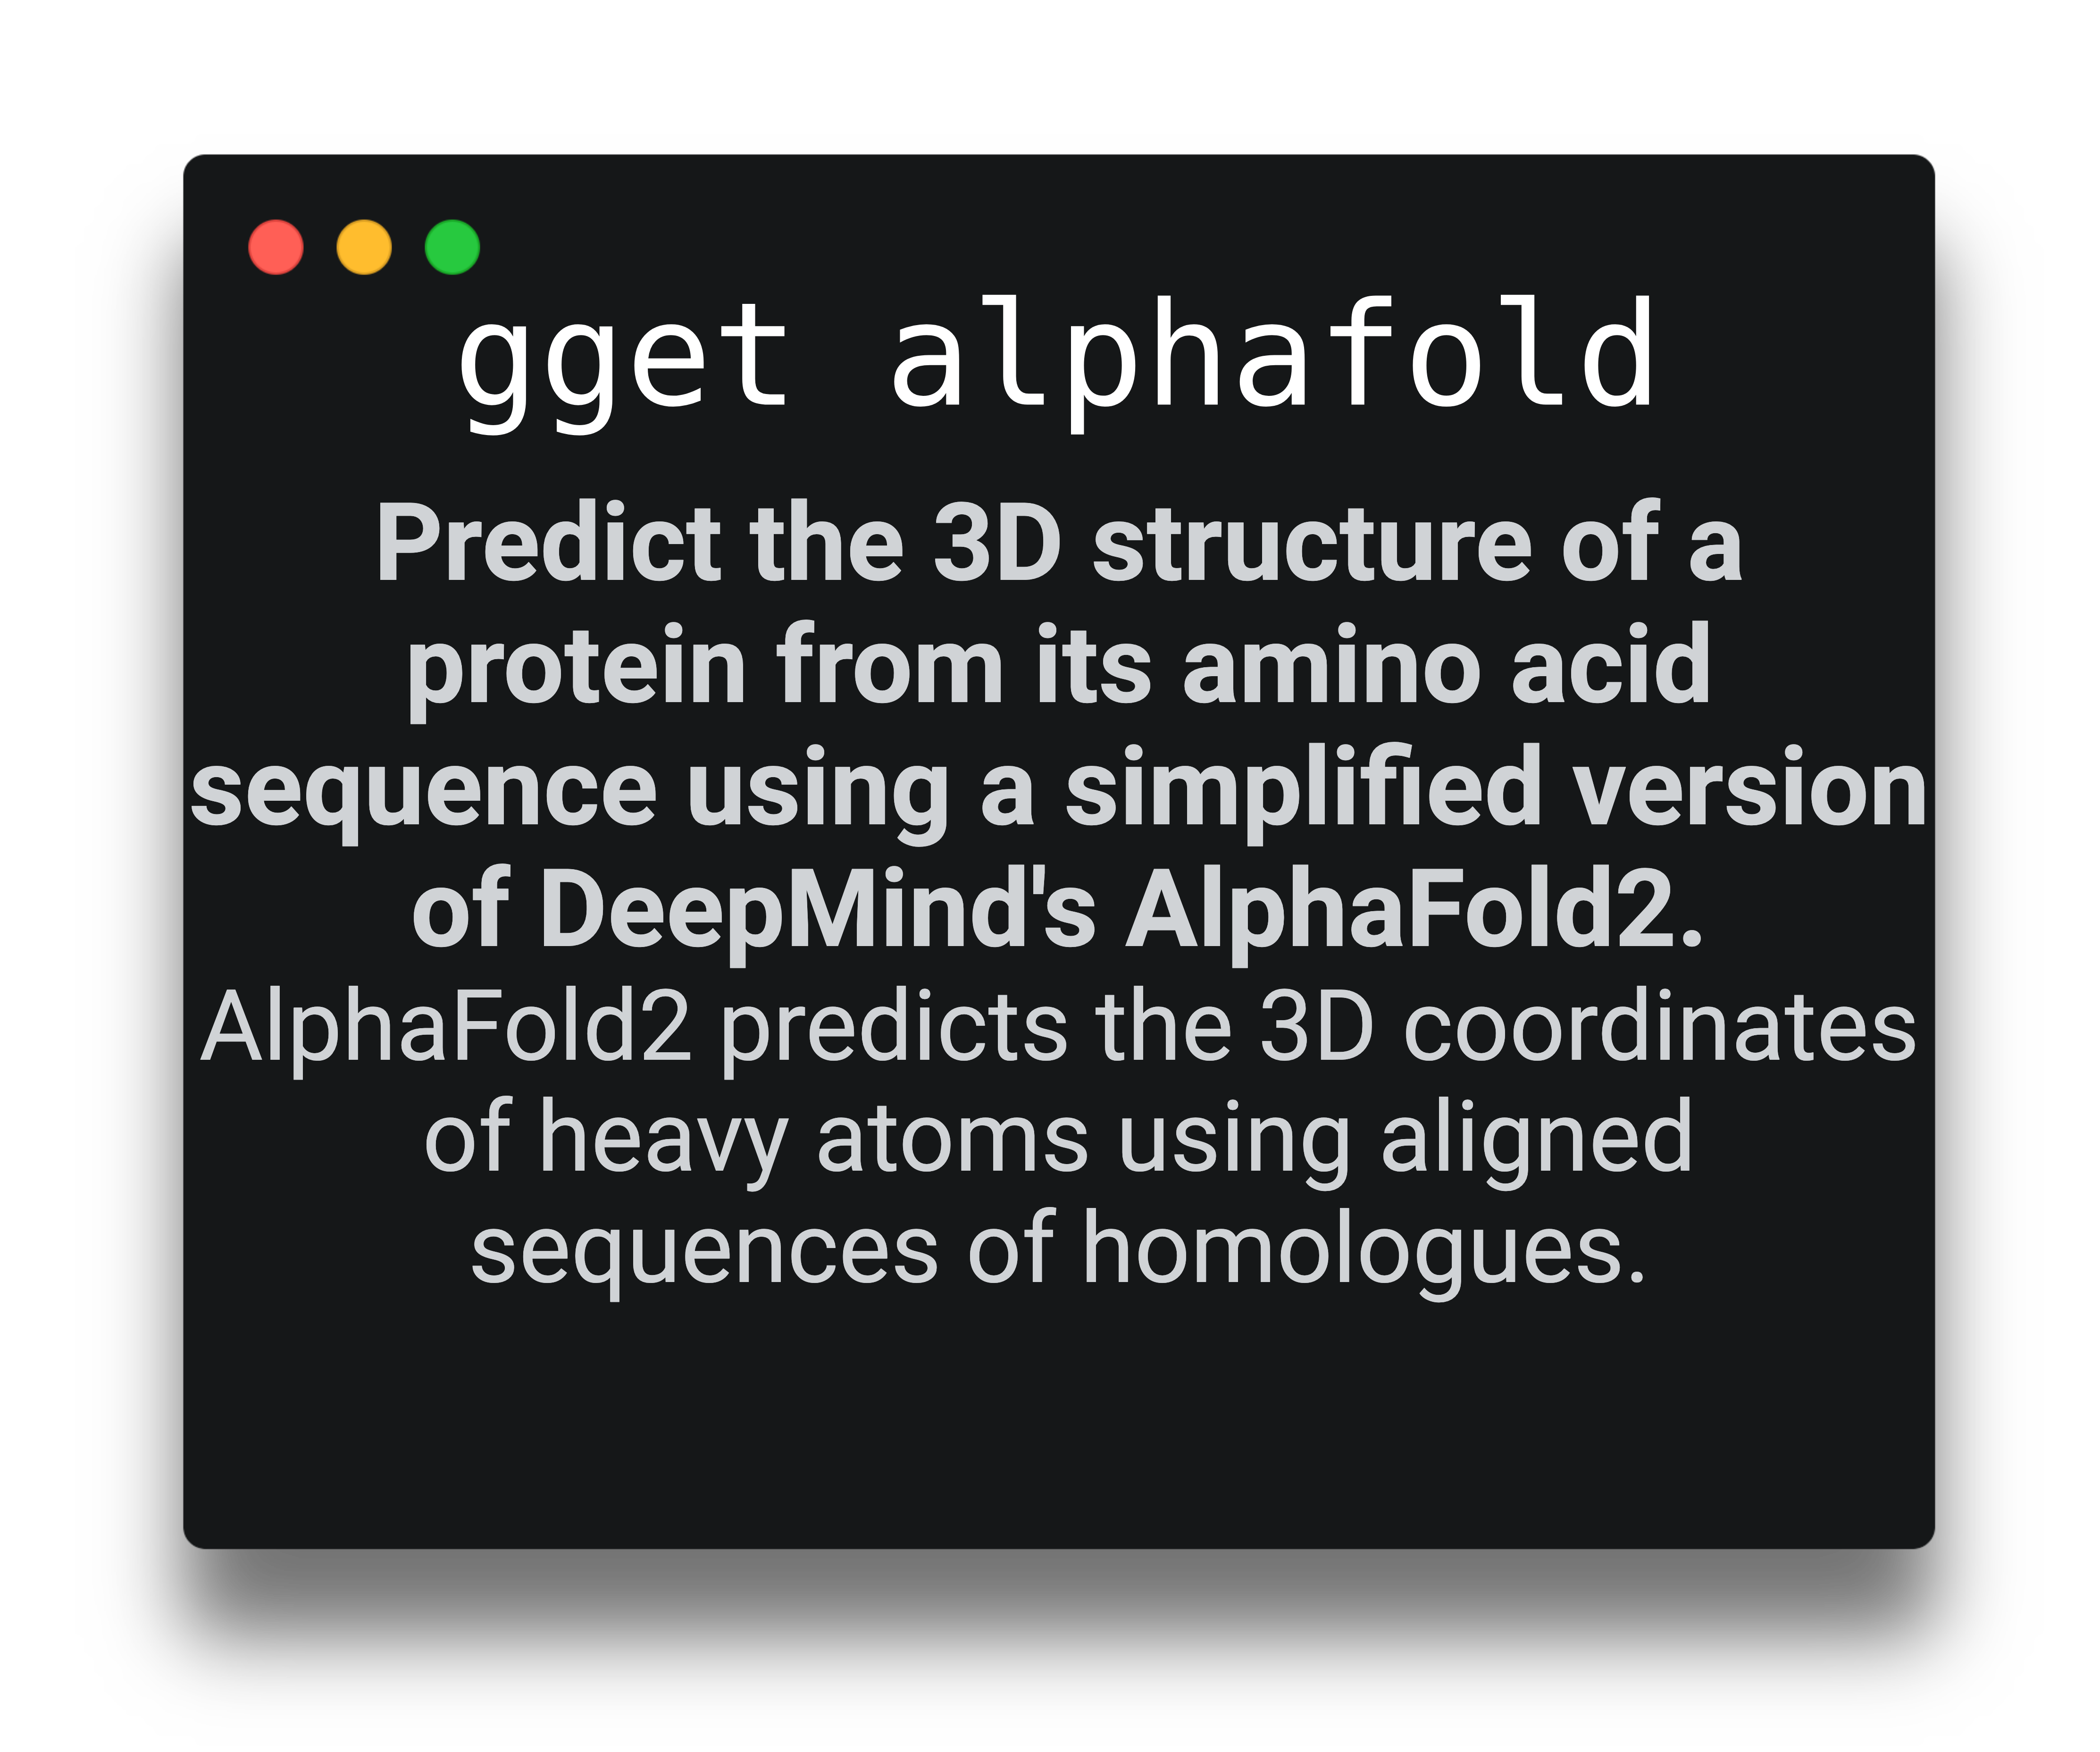 gget alphafold
Predict the 3D structure of a
protein from its amino acid
sequence using a simplified version
of DeepMind's AlphaFold2.
AlphaFold2 predicts the 3D coordinates
of heavy atoms using aligned
sequences of homologues.